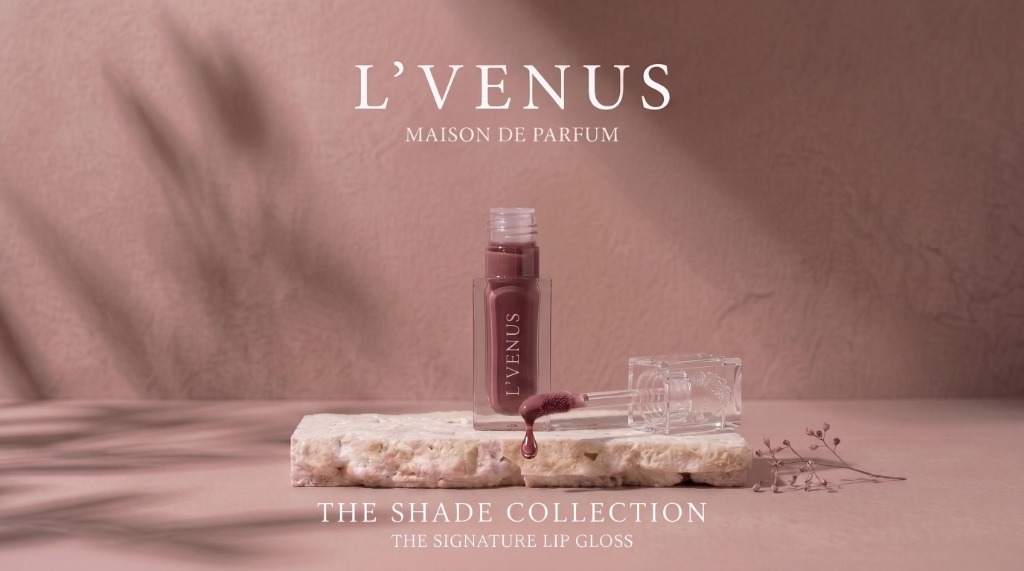 L'VENUS
MAISON DE PARFUM
L'VENUS
THE SHADE COLLECTION
THE SIGNATURE LIP GLOSS